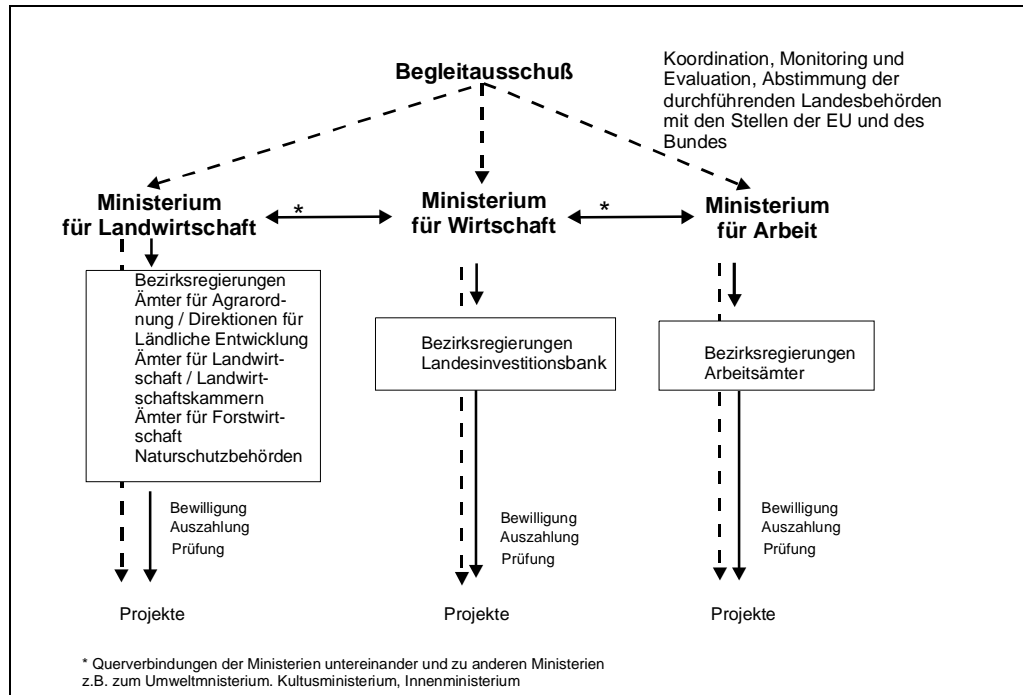 Begleitausschuß
Koordination, Monitoring und
Evaluation, Abstimmung der
durchführenden Landesbehörden
mit den Stellen der EU und des
Bundes
Ministerium
für Landwirtschaft
*
Ministerium
für Wirtschaft
*
Ministerium
für Arbeit
Bezirksregierungen
Ämter für Agrarord-
nung / Direktionen für
Ländliche Entwicklung
Ämter für Landwirt-
schaft / Landwirt-
schaftskammern
Ämter für Forstwirt-
schaft
Naturschutzbehörden
Bezirksregierungen
Landesinvestitionsbank
Bezirksregierungen
Arbeitsämter
Bewilligung
Auszahlung
Prüfung
Bewilligung
Auszahlung
Prüfung
Bewilligung
Auszahlung
Prüfung
Projekte
Projekte
Projekte
* Querverbindungen der Ministerien untereinander und zu anderen Ministerien
z.B. zum Umweltmnisterium. Kultusministerium, Innenministerium